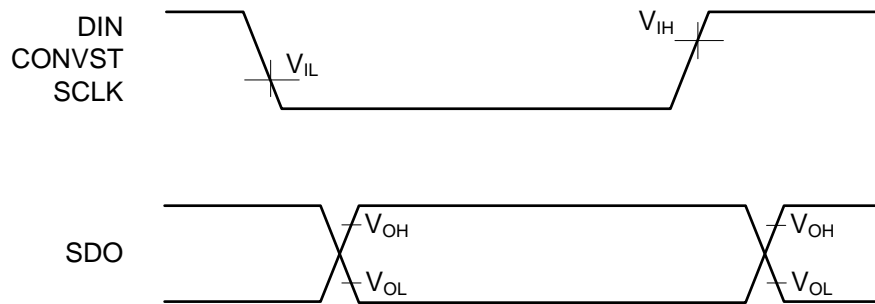 DIN
CONVST
SCLK
VIL
VIH
SDO
VOH
VOL
VOH
VOL